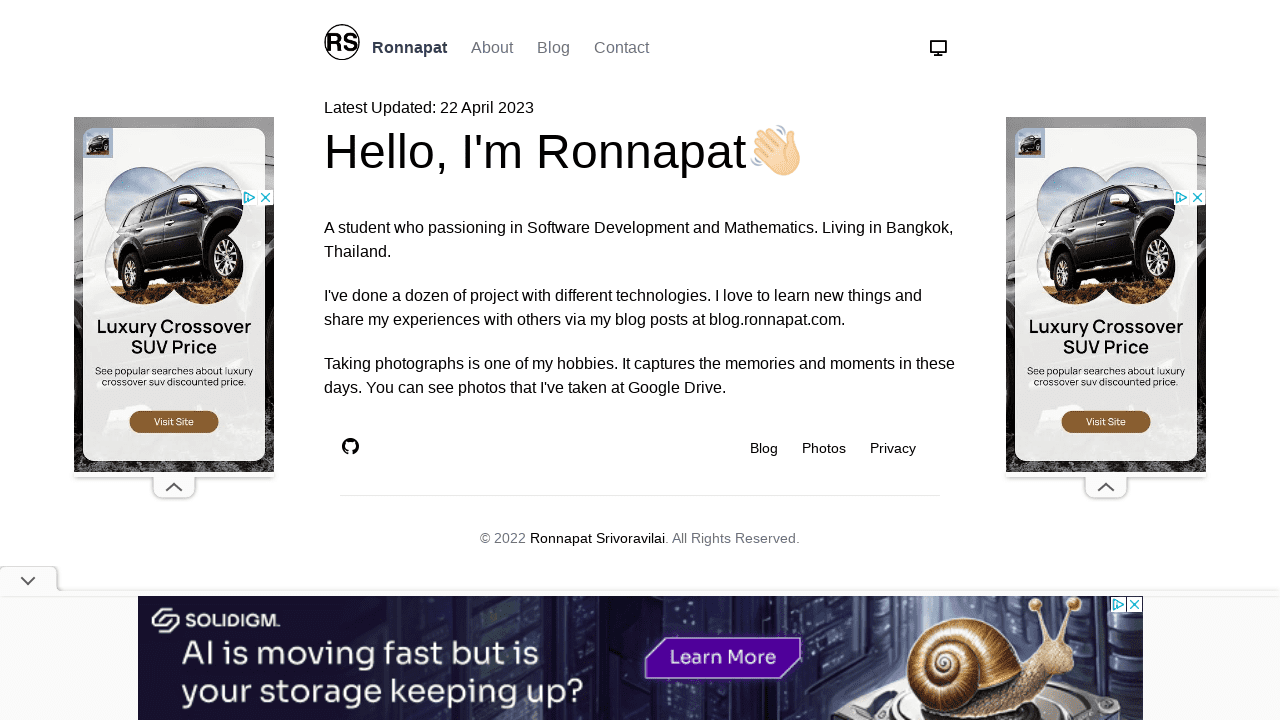 RS Ronnapat About Blog Contact
Latest Updated: 22 April 2023
Hello, I'm Ronnapat
A student who passioning in Software Development and Mathematics. Living in Bangkok,
Thailand.
I've done a dozen of project with different technologies. I love to learn new things and
share my experiences with others via my blog posts at blog.ronnapat.com.
Taking photographs is one of my hobbies. It captures the memories and moments in these
days. You can see photos that I've taken at Google Drive.
Blog Photos Privacy
© 2022 Ronnapat Srivoravilai. All Rights Reserved.
Luxury Crossover
SUV Price
See popular searches about luxury
crossover suv discounted price.
Visit Site
Luxury Crossover
SUV Price
See popular searches about luxury
crossover suv discounted price.
Visit Site
SOLIDIGM
AI is moving fast but is
your storage keeping up?
Learn More